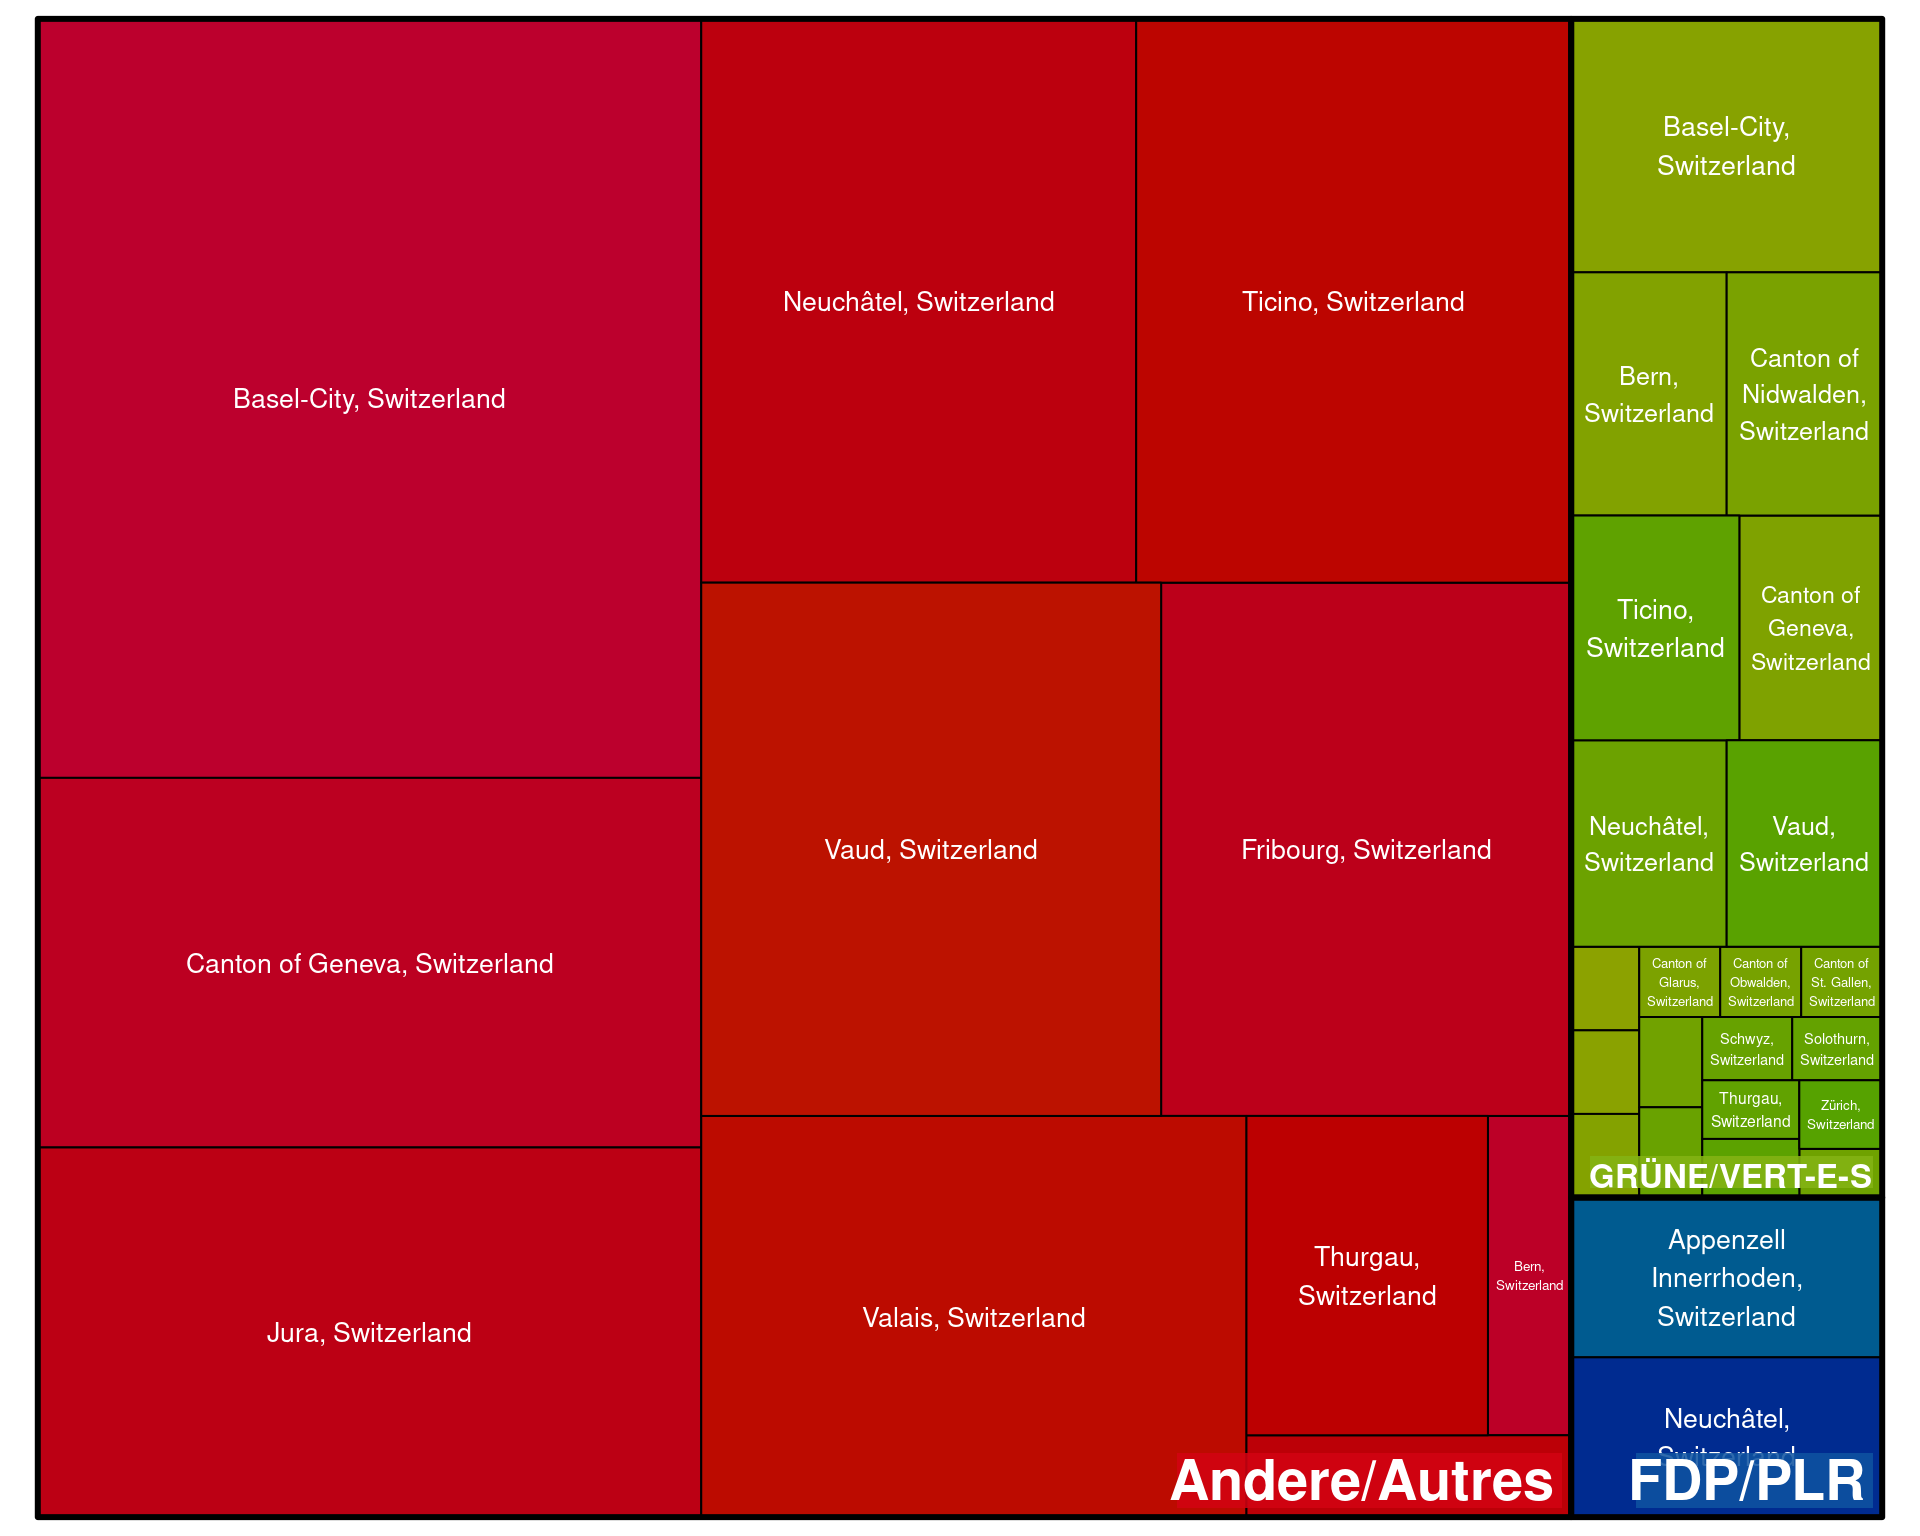 Basel-City, Switzerland
Canton of Geneva, Switzerland
Jura, Switzerland
Neuchâtel, Switzerland
Ticino, Switzerland
Vaud, Switzerland
Fribourg, Switzerland
Valais, Switzerland
Thurgau,
Switzerland
Bern,
Switzerland
Andere/Autres
Basel-City,
Switzerland
Bern,
Switzerland
Canton of
Nidwalden,
Switzerland
Ticino,
Switzerland
Canton of
Geneva,
Switzerland
Neuchâtel,
Switzerland
Vaud,
Switzerland
Canton of
Glarus,
Switzerland
Canton of
Obwalden,
Switzerland
Canton of
St. Gallen,
Switzerland
Schwyz,
Switzerland
Solothurn,
Switzerland
Thurgau,
Switzerland
Zürich,
Switzerland
GRÜNE/VERT-E-S
Appenzell
Innerrhoden,
Switzerland
Neuchâtel,
Switzerland
FDP/PLR